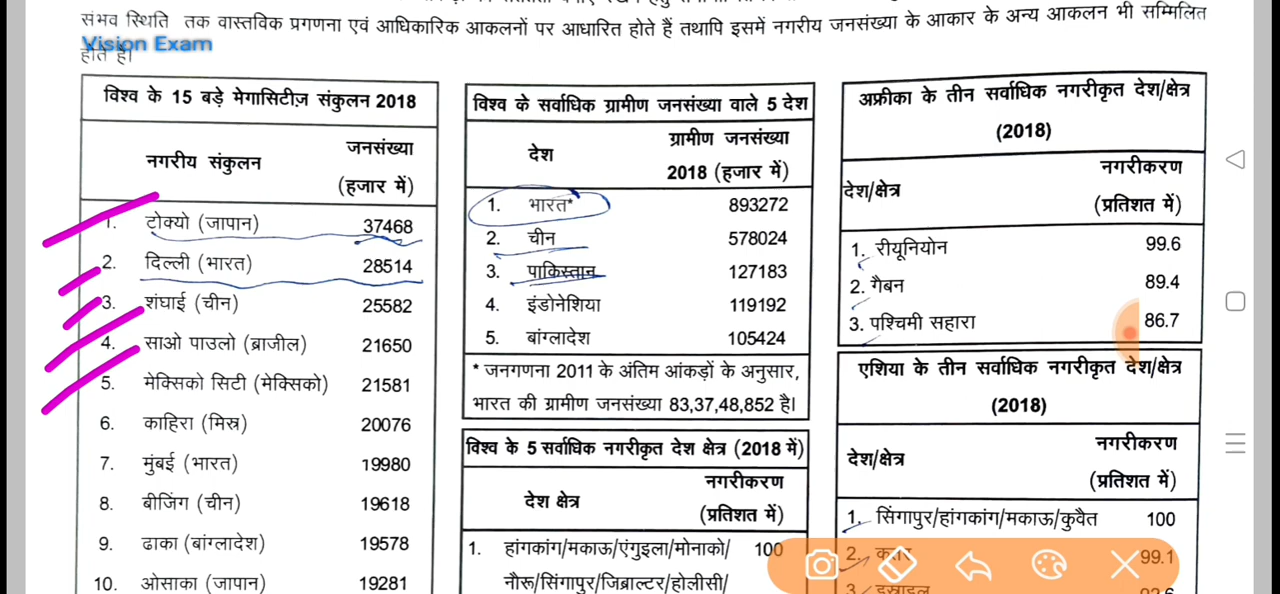 संभव स्थिति तक वास्तविक प्रगणना एवं आधिकारिक आकलनों पर आधारित होते हैं तथापि इसमें नगरीय जनसंख्या के आकार के अन्य आकलन भी सम्मिलित
Vision Exam
होते हैं।
विश्व के 15 बड़े मेगासिटीज़ संकुलन 2018
नगरीय संकुलन जनसंख्या (हजार में)
1. टोक्यो (जापान) 37468
2. दिल्ली (भारत) 28514
3. शंघाई (चीन) 25582
4. साओ पाउलो (ब्राजील) 21650
5. मेक्सिको सिटी (मेक्सिको) 21581
6. काहिरा (मिस्र) 20076
7. मुंबई (भारत) 19980
8. बीजिंग (चीन) 19618
9. ढाका (बांग्लादेश) 19578
10. ओसाका (जापान) 19281
विश्व के सर्वाधिक ग्रामीण जनसंख्या वाले 5 देश
देश ग्रामीण जनसंख्या 2018 (हजार में)
1. भारत* 893272
2. चीन 578024
3. पाकिस्तान 127183
4. इंडोनेशिया 119192
5. बांग्लादेश 105424
* जनगणना 2011 के अंतिम आंकड़ों के अनुसार,
भारत की ग्रामीण जनसंख्या 83,37,48,852 है।
विश्व के 5 सर्वाधिक नगरीकृत देश क्षेत्र (2018 में)
देश क्षेत्र नगरीकरण (प्रतिशत में)
1. हांगकांग/मकाऊ/एंगुइला/मोनाको/ 100
नौरू/सिंगापुर/जिब्राल्टर/होलीसी/
अफ्रीका के तीन सर्वाधिक नगरीकृत देश/क्षेत्र
(2018)
देश/क्षेत्र नगरीकरण (प्रतिशत में)
1. रीयूनियोन 99.6
2. गैबन 89.4
3. पश्चिमी सहारा 86.7
एशिया के तीन सर्वाधिक नगरीकृत देश/क्षेत्र
(2018)
देश/क्षेत्र नगरीकरण (प्रतिशत में)
1. सिंगापुर/हांगकांग/मकाऊ/कुवैत 100
2. कतर 99.1
3. इस्राइल